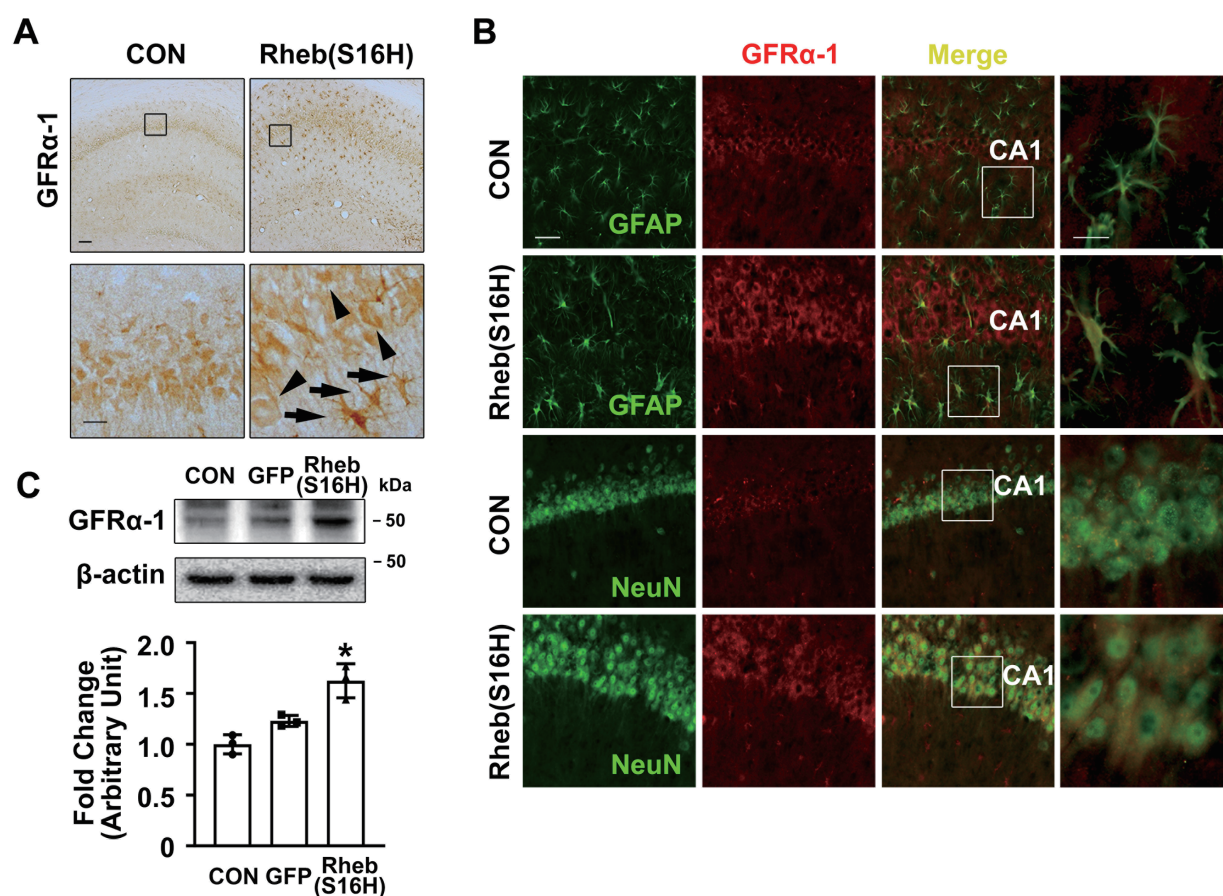 A
CON
Rheb(S16H)
GFRα-1
B
GFRα-1
Merge
CON
GFAP
CA1
Rheb(S16H)
GFAP
CA1
CON
NeuN
CA1
Rheb(S16H)
NeuN
CA1
C
CON
GFP
Rheb
(S16H)
kDa
GFRα-1
– 50
– 50
β-actin
Fold Change
(Arbitrary Unit)
2.0
1.5
1.0
0.5
0
*
CON
GFP
Rheb
(S16H)